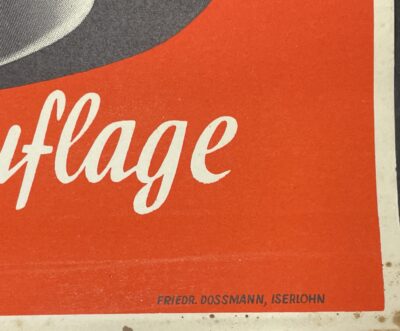 uflage
FRIEDR. DOSSMANN, ISERLOHN